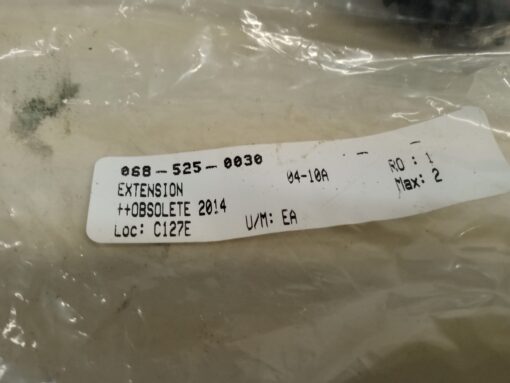 068-525-0030
EXTENSION 04-10A RO : 1
++OBSOLETE 2014 Max: 2
Loc: C127E U/M: EA